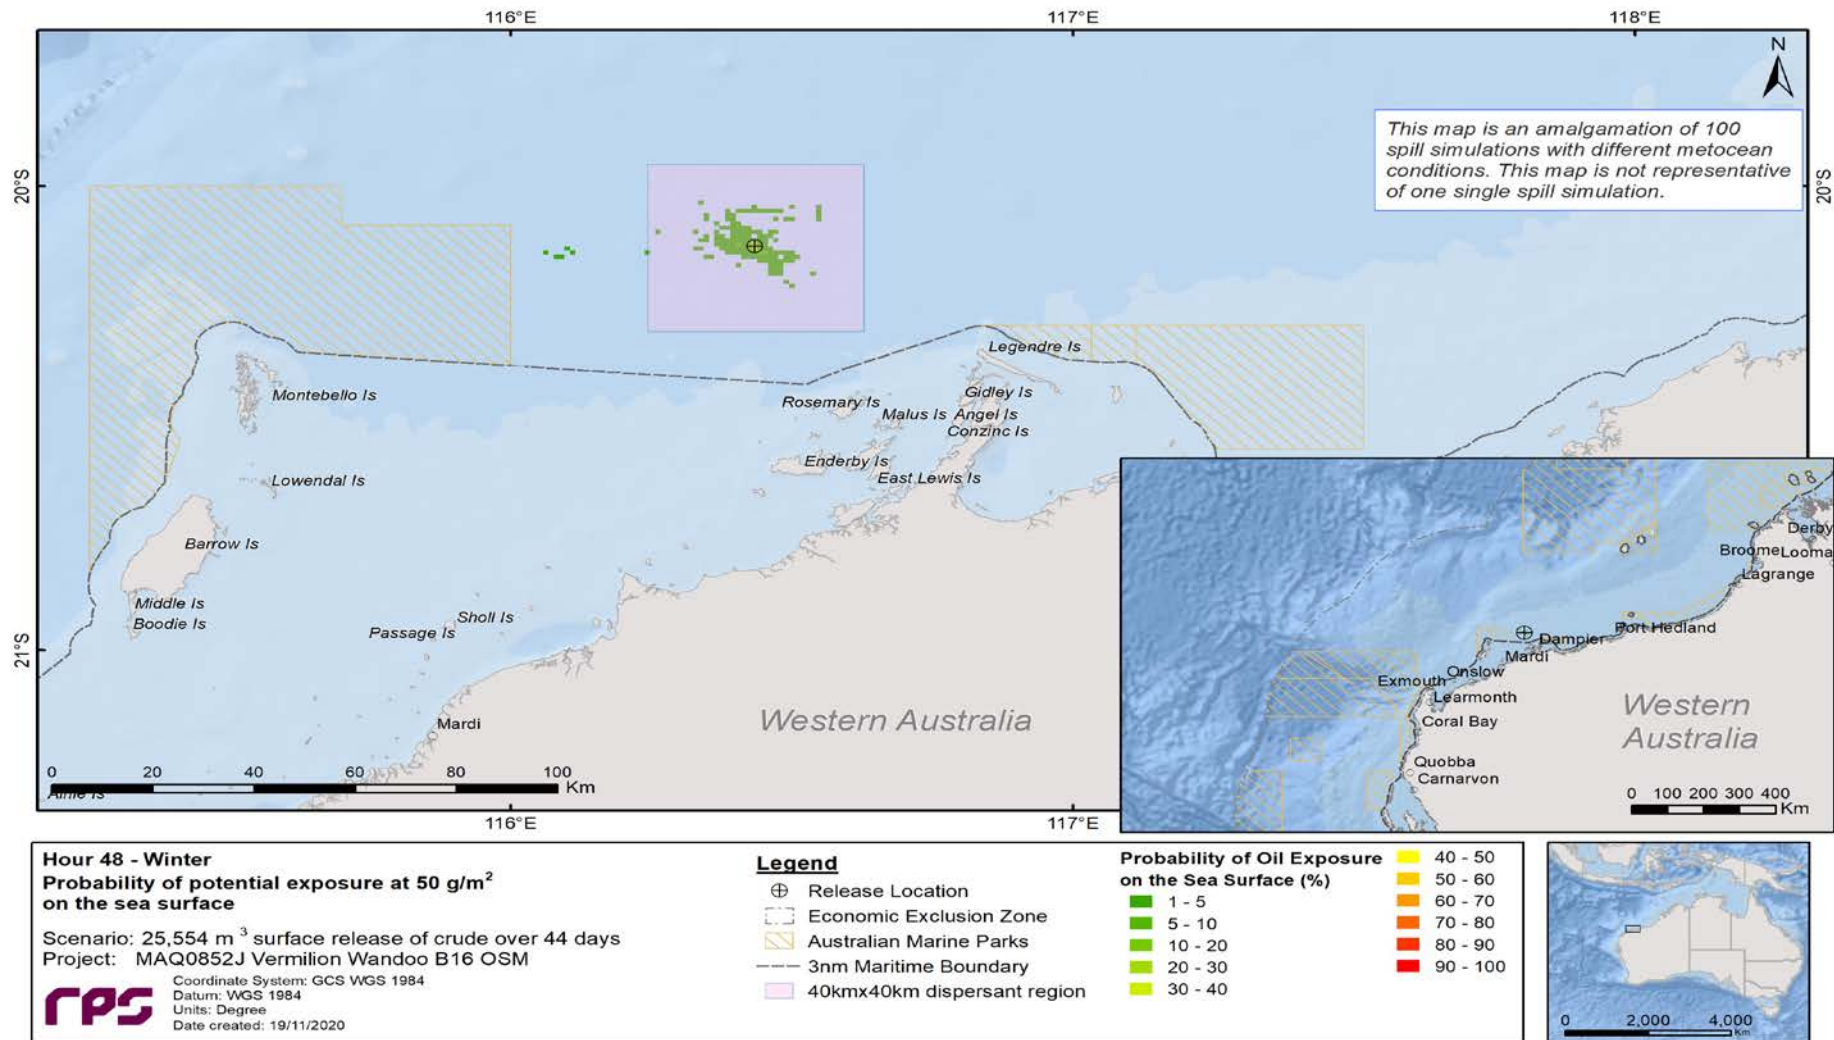 116°E
117°E
118°E
N
This map is an amalgamation of 100
spill simulations with different metocean
conditions. This map is not representative
of one single spill simulation.
20°S
20°S
Legendre Is
Montebello Is
Rosemary Is
Gidley Is
Malus Is
Angel Is
Conzinc Is
Enderby Is
East Lewis Is
Lowendal Is
Barrow Is
Middle Is
Boodie Is
Passage Is
Sholl Is
21°S
Mardi
Western Australia
0 20 40 60 80 100
Km
Airlie Is
116°E
117°E
Derby
Broome
Looma
Lagrange
Port Hedland
Dampier
Mardi
Onslow
Exmouth
Learmonth
Coral Bay
Quobba
Carnarvon
Western
Australia
0 100 200 300 400
Km
Hour 48 - Winter
Probability of potential exposure at 50 g/m²
on the sea surface
Scenario: 25,554 m ³ surface release of crude over 44 days
Project: MAQ0852J Vermilion Wandoo B16 OSM
rps
Coordinate System: GCS WGS 1984
Datum: WGS 1984
Units: Degree
Date created: 19/11/2020
Legend
Release Location
Economic Exclusion Zone
Australian Marine Parks
3nm Maritime Boundary
40kmx40km dispersant region
Probability of Oil Exposure
on the Sea Surface (%)
1 - 5
5 - 10
10 - 20
20 - 30
30 - 40
40 - 50
50 - 60
60 - 70
70 - 80
80 - 90
90 - 100
0 2,000 4,000
Km